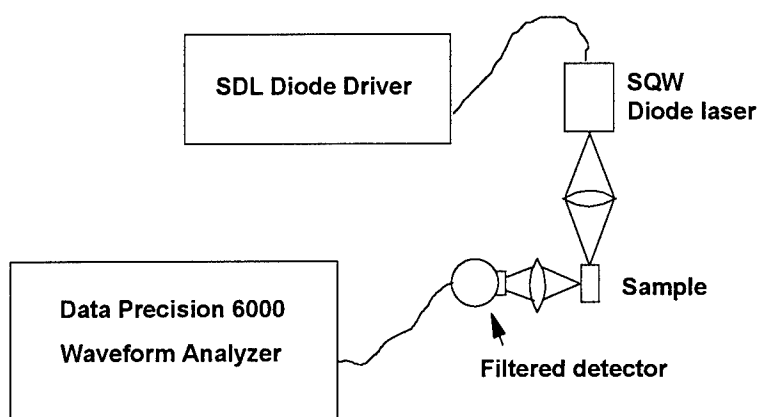 SDL Diode Driver
SQW
Diode laser
Data Precision 6000
Waveform Analyzer
Sample
Filtered detector